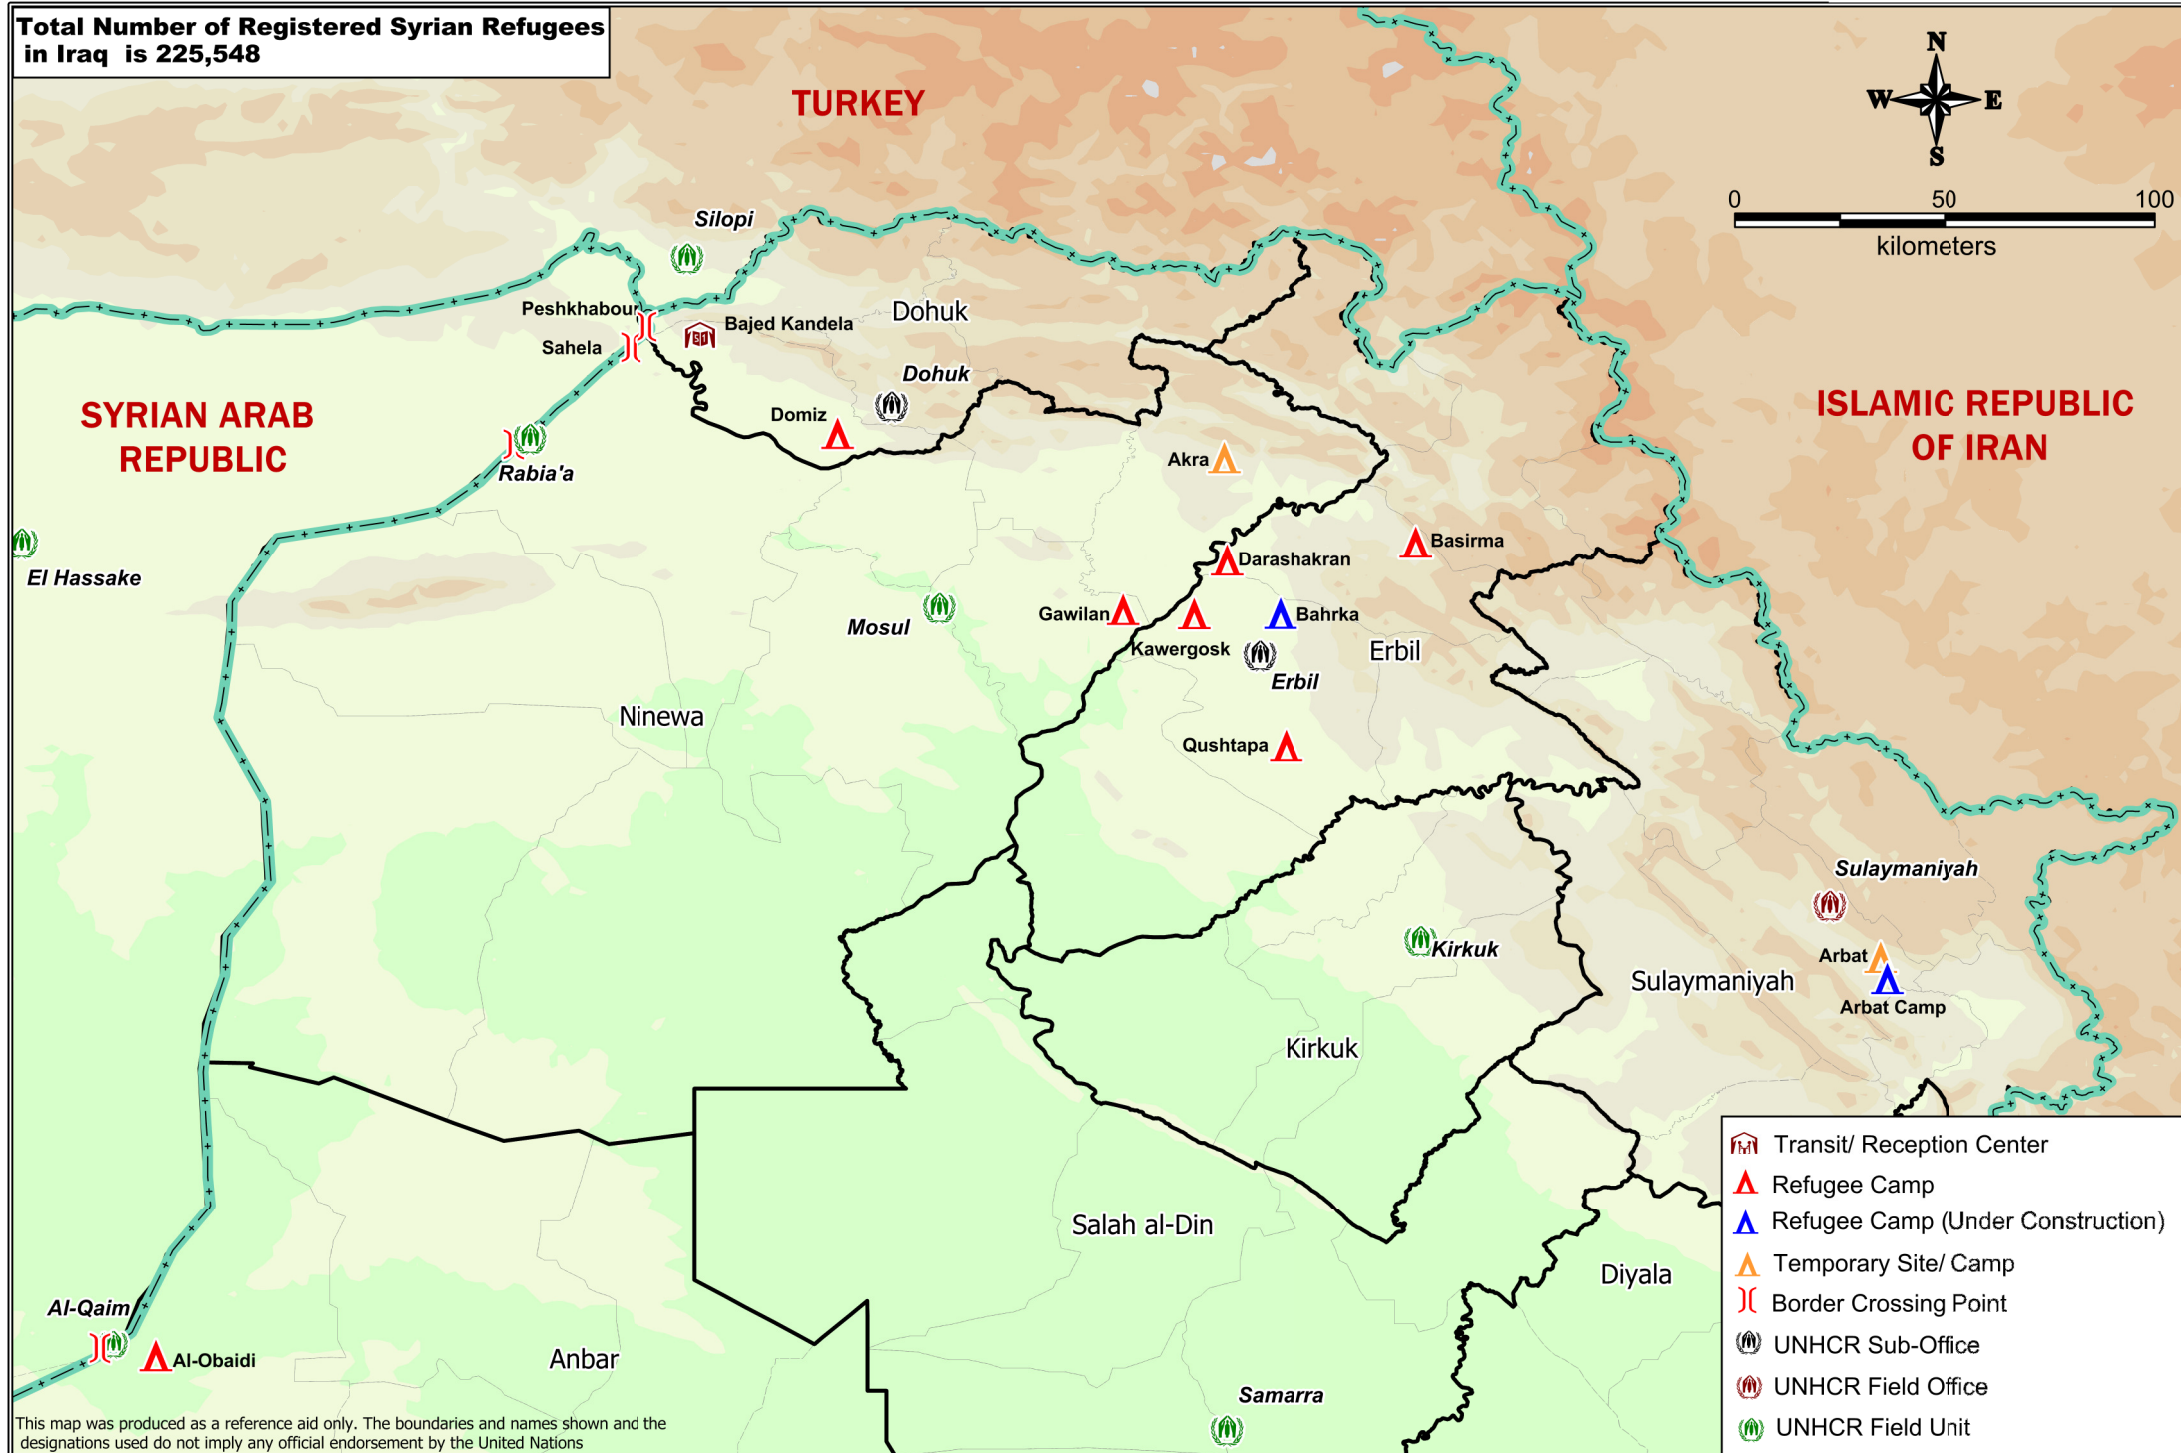 Total Number of Registered Syrian Refugees
in Iraq is 225,548
TURKEY
N
W
E
S
0
50
100
kilometers
Silopi
Peshkhabour
Bajed Kandela
Sahela
Dohuk
Dohuk
Domiz
SYRIAN ARAB
REPUBLIC
ISLAMIC REPUBLIC
OF IRAN
Rabia'a
Akra
El Hassake
Basirma
Darashakran
Gawilan
Bahrka
Mosul
Kawergosk
Erbil
Erbil
Ninewa
Qushtapa
Sulaymaniyah
Kirkuk
Arbat
Sulaymaniyah
Arbat Camp
Kirkuk
Salah al-Din
Diyala
Al-Qaim
Al-Obaidi
Anbar
Samarra
Transit/ Reception Center
Refugee Camp
Refugee Camp (Under Construction)
Temporary Site/ Camp
Border Crossing Point
UNHCR Sub-Office
UNHCR Field Office
UNHCR Field Unit
This map was produced as a reference aid only. The boundaries and names shown and the
designations used do not imply any official endorsement by the United Nations